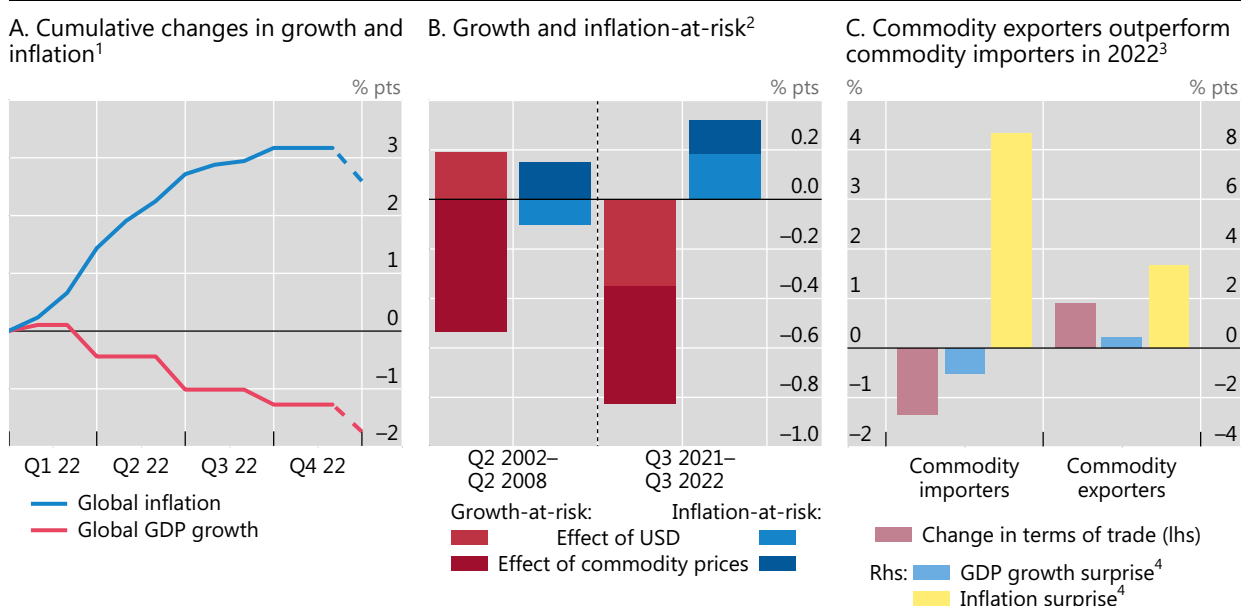 A. Cumulative changes in growth and
inflation1
% pts
3
2
1
0
–1
–2
Q1 22 Q2 22 Q3 22 Q4 22
Global inflation
Global GDP growth
B. Growth and inflation-at-risk2
% pts
0.2
0.0
–0.2
–0.4
–0.6
–0.8
–1.0
Q2 2002– Q3 2021–
Q2 2008 Q3 2022
Growth-at-risk: Inflation-at-risk:
Effect of USD
Effect of commodity prices
C. Commodity exporters outperform
commodity importers in 20223
% % pts
4 8
3 6
2 4
1 2
0 0
–1 –2
–2 –4
Commodity Commodity
importers exporters
Change in terms of trade (lhs)
Rhs: GDP growth surprise4
Inflation surprise4